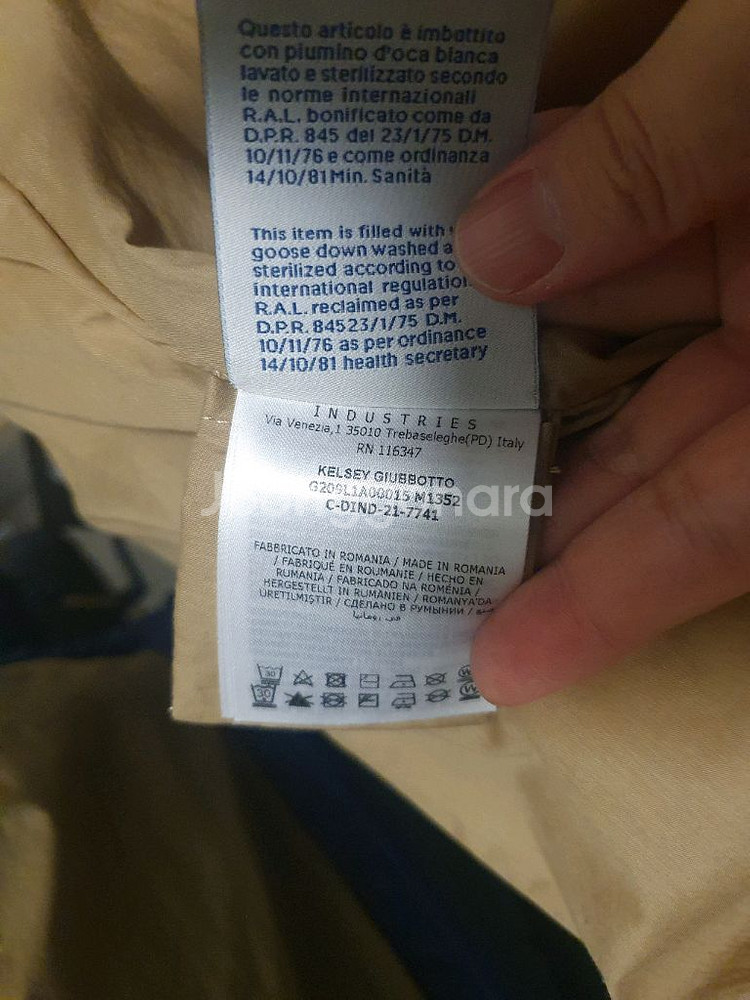 Questo articolo è imbottito
con piumino d'oca bianca
lavato e sterilizzato secondo
le norme internazionali
R.A.L. bonificato come da
D.P.R. 845 del 23/1/75 D.M.
10/11/76 e come ordinanza
14/10/81 Min. Sanità
This item is filled with
goose down washed a
sterilized according to
international regulatio
R.A.L. reclaimed as per
D.P.R. 84523/1/75 D.M.
10/11/76 as per ordinance
14/10/81 health secretary
INDUSTRIES
Via Venezia,1 35010 Trebaseleghe(PD) Italy
RN 116347
KELSEY GIUBBOTTO
G209L1A00015 M1352
C-DIND-21-7741
FABBRICATO IN ROMANIA / MADE IN ROMANIA
/ FABRIQUÉ EN ROUMANIE / HECHO EN
RUMANIA / FABRICADO NA ROMÉNIA /
HERGESTELLT IN RUMÄNIEN / ROMANYA'DA
ÜRETILMIŞTIR / СДЕЛАНО В РУМЫНИИ /
في رومانيا
30
30